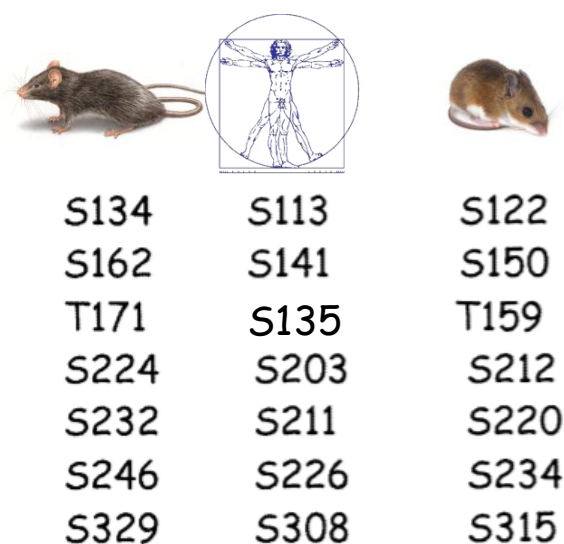 S134 S113 S122
S162 S141 S150
T171 S135 T159
S224 S203 S212
S232 S211 S220
S246 S226 S234
S329 S308 S315